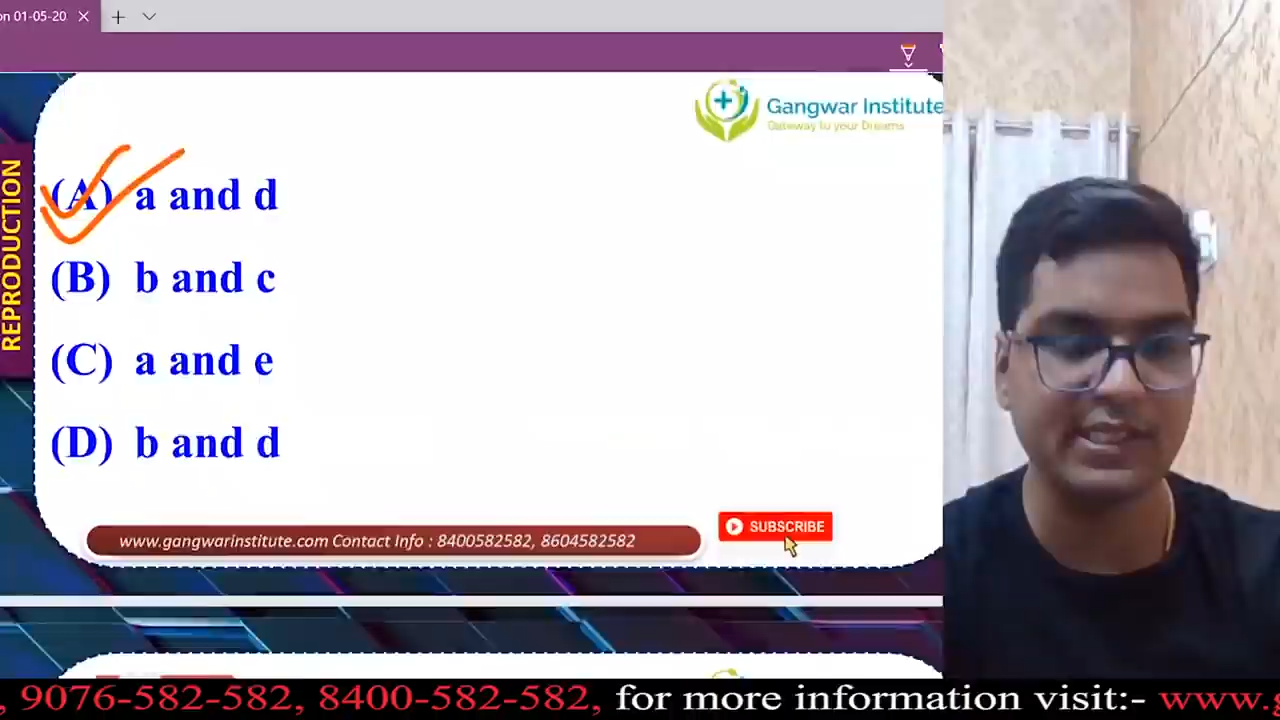 on 01-05-20
Gangwar Institute
Gateway to your Dreams
REPRODUCTION
(A) a and d
(B) b and c
(C) a and e
(D) b and d
www.gangwarinstitute.com Contact Info : 8400582582, 8604582582
SUBSCRIBE
, 9076-582-582, 8400-582-582, for more information visit:- www.g